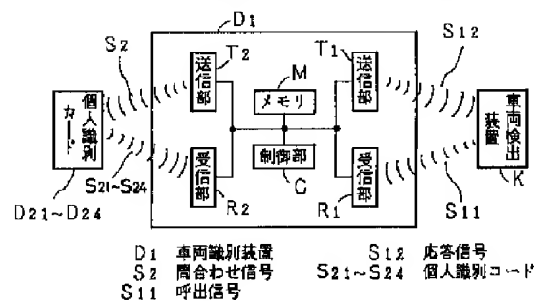 D1
S2
T2
T1
S12
送信部
M
送信部
メモリ
個人識別カード
車両検出装置
制御部
受信部
受信部
S21~S24
C
K
D21~D24
R2
R1
S11
D1 車両識別装置
S12 応答信号
S2 問合わせ信号
S21~S24 個人識別コード
S11 呼出信号